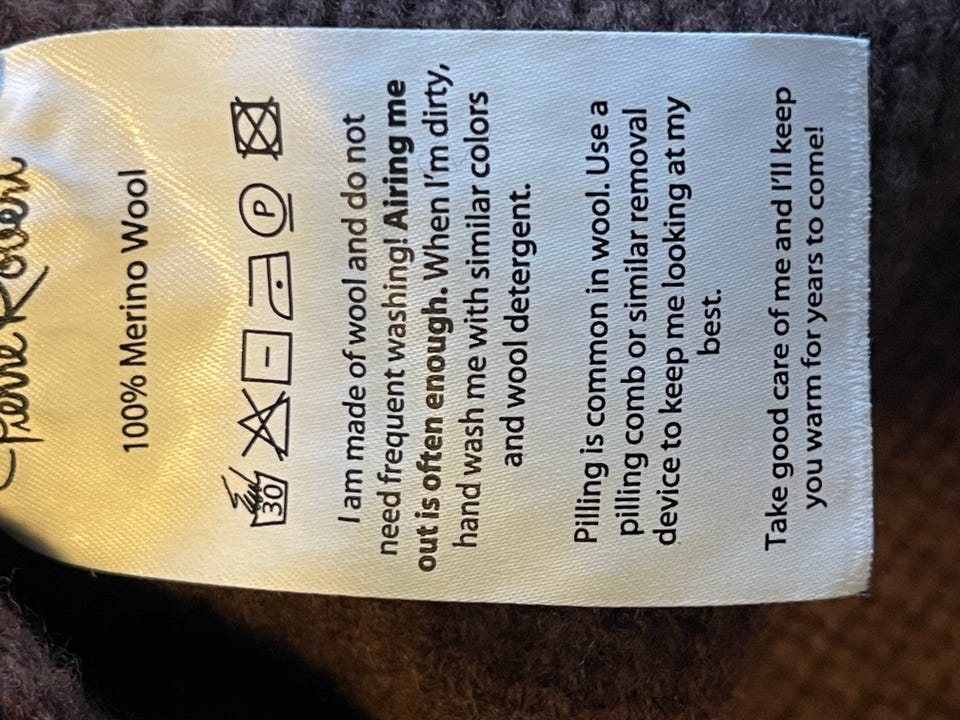 Pierre Robert
100% Merino Wool
30 P
I am made of wool and do not
need frequent washing! Airing me
out is often enough. When I'm dirty,
hand wash me with similar colors
and wool detergent.
Pilling is common in wool. Use a
pilling comb or similar removal
device to keep me looking at my
best.
Take good care of me and I'll keep
you warm for years to come!